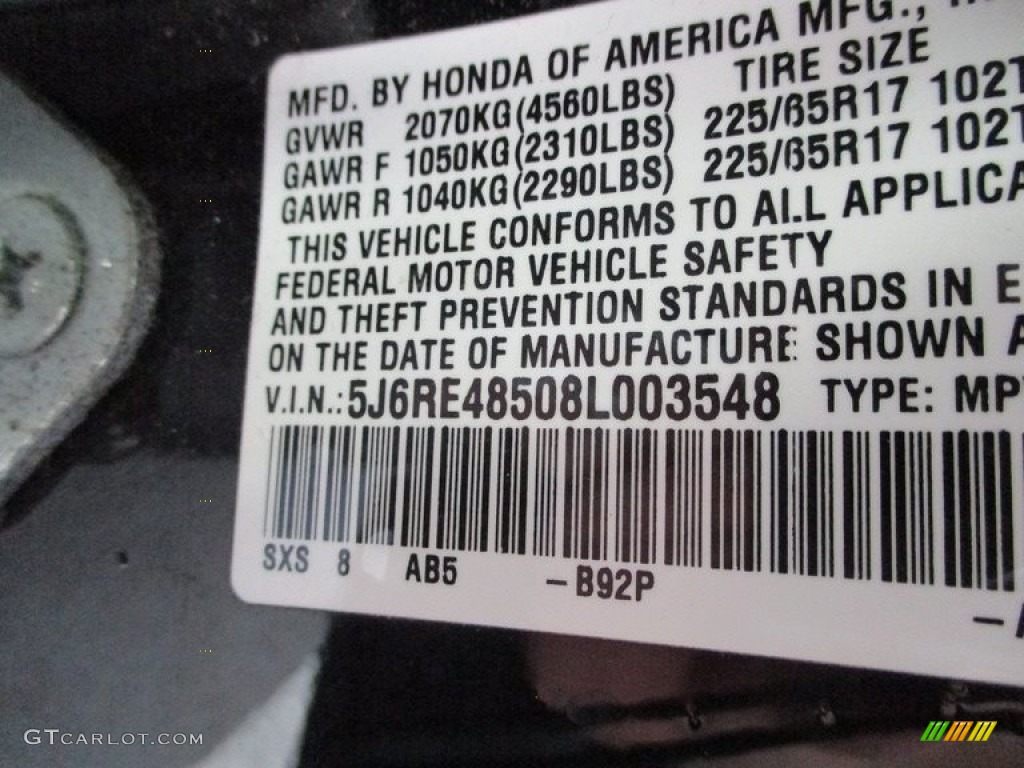 MFD. BY HONDA OF AMERICA MFG.,
TIRE SIZE
GVWR 2070KG(4560LBS)
GAWR F 1050KG(2310LBS) 225/65R17 102T
GAWR R 1040KG(2290LBS) 225/65R17 102T
THIS VEHICLE CONFORMS TO ALL APPLICA
FEDERAL MOTOR VEHICLE SAFETY
AND THEFT PREVENTION STANDARDS IN E
ON THE DATE OF MANUFACTURE SHOWN A
V.I.N.: 5J6RE48508L003548 TYPE: MP
SXS 8 AB5 -B92P
GTCARLOT.COM